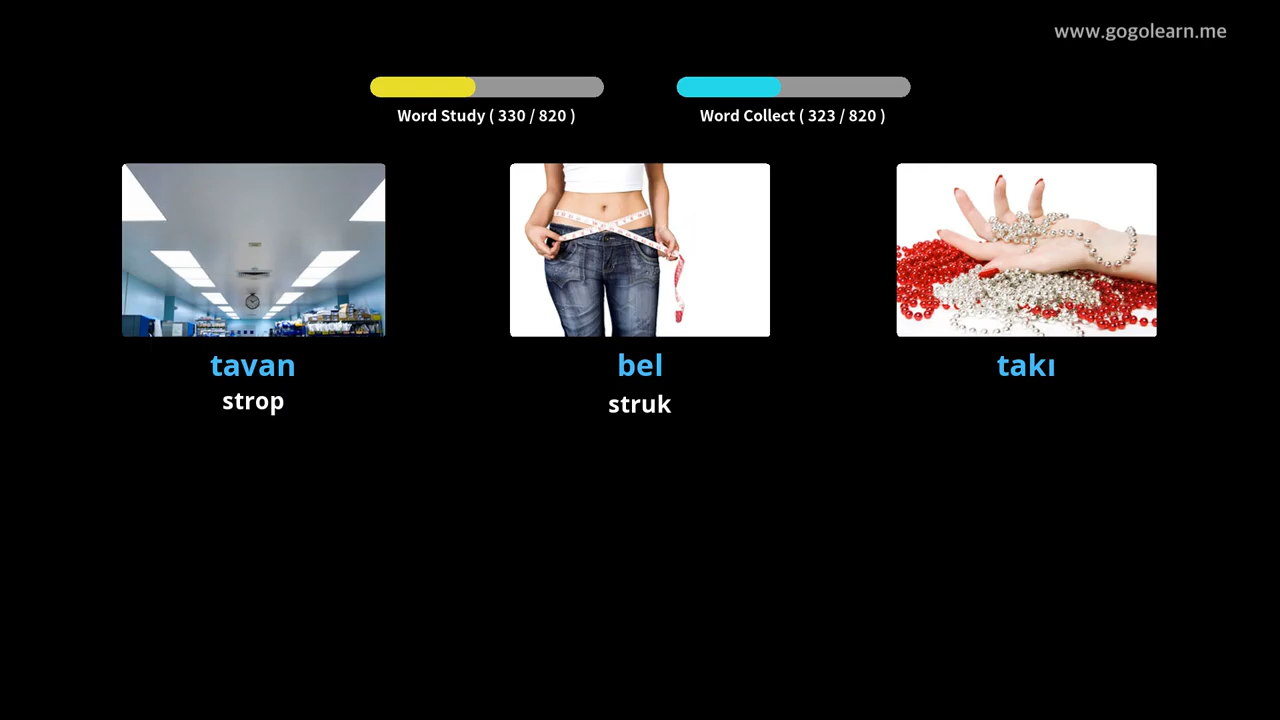 www.gogolearn.me
Word Study ( 330 / 820 )
Word Collect ( 323 / 820 )
tavan
bel
takı
strop
struk